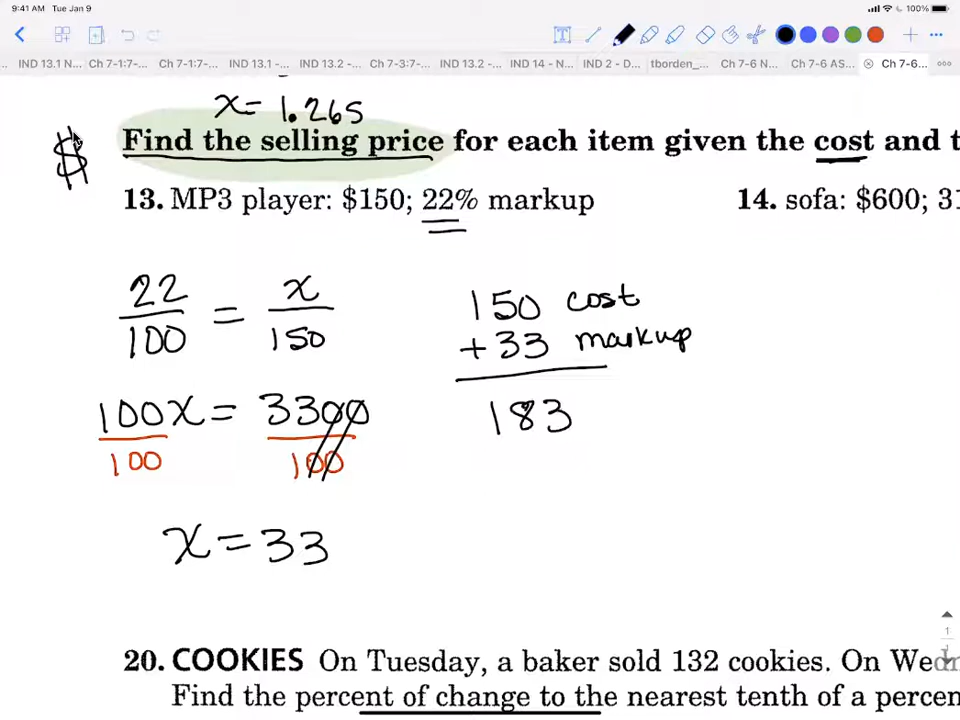 9:41 AM Tue Jan 9
100%
IND 13.1 N... Ch 7-1:7-... Ch 7-1:7-... IND 13.1 -... IND 13.2 -... Ch 7-3:7-... IND 13.2 -... IND 14 - N... IND 2 - D... tborden_... Ch 7-6 N... Ch 7-6 AS... Ch 7-6...
x = 1.265
$ Find the selling price for each item given the cost and t
13. MP3 player: $150; 22% markup
14. sofa: $600; 31
22/100 = x/150
150 cost
+33 markup
183
100x = 3300
100 100
x = 33
1
20. COOKIES On Tuesday, a baker sold 132 cookies. On Wedn
Find the percent of change to the nearest tenth of a percen